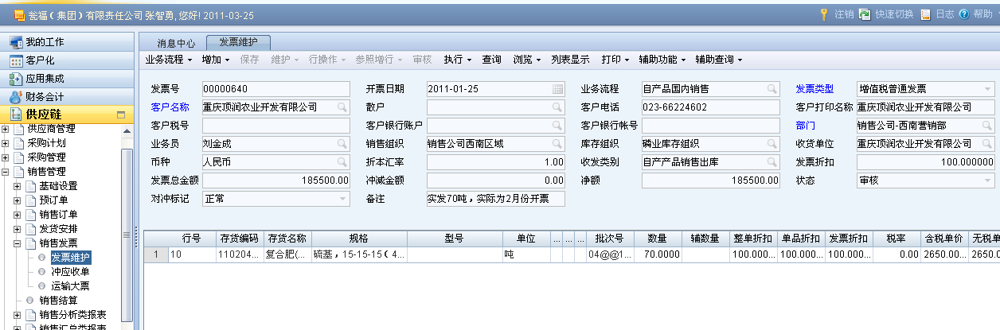 瓮福（集团）有限责任公司 张智勇,您好! 2011-03-25
注销 快速切换 日志 帮助
我的工作
客户化
应用集成
财务会计
供应链
供应商管理
采购计划
采购管理
销售管理
基础设置
预订单
销售订单
发货安排
销售发票
发票维护
冲应收单
运输大票
销售结算
销售分析类报表
销售汇总类报表
消息中心 发票维护
业务流程 增加 保存 维护 行操作 参照增行 审核 执行 查询 浏览 列表显示 打印 辅助功能 辅助查询
发票号 00000640 开票日期 2011-01-25 业务流程 自产品国内销售 发票类型 增值税普通发票
客户名称 重庆顶润农业开发有限公司 散户 客户电话 023-66224602 客户打印名称 重庆顶润农业开发有限公司
客户税号 客户银行账户 客户银行帐号 部门 销售公司-西南营销部
业务员 刘金成 销售组织 销售公司西南区域 库存组织 磷业库存组织 收货单位 重庆顶润农业开发有限公司
币种 人民币 折本汇率 1.00 收发类别 自产产品销售出库 发票折扣 100.000000
发票总金额 185500.00 冲减金额 0.00 净额 185500.00 状态 审核
对冲标记 正常 备注 实发70吨，实际为2月份开票
行号 存货编码 存货名称 规格 型号 单位 ... ... ... 批次号 数量 辅数量 整单折扣 单品折扣 发票折扣 税率 含税单价 无税单
1 10 110204... 复合肥(... 硫基，15-15-15（4... 吨 04@@1... 70.0000 100.000... 100.000... 100.000... 0.00 2650.00... 2650.0